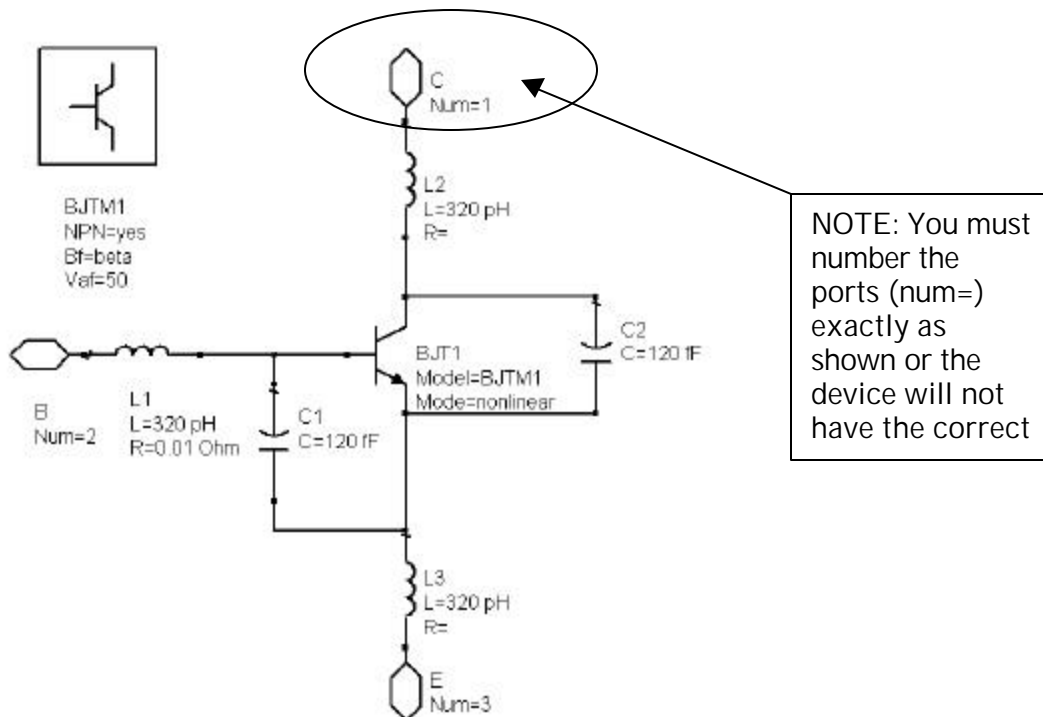 C
Num=1
L2
L=320 pH
R=
BJTM1
NPN=yes
Bf=beta
Vaf=50
NOTE: You must
number the
ports (num=)
exactly as
shown or the
device will not
have the correct
C2
C=120 fF
BJT1
Model=BJTM1
Mode=nonlinear
B
Num=2
L1
L=320 pH
R=0.01 Ohm
C1
C=120 fF
L3
L=320 pH
R=
E
Num=3